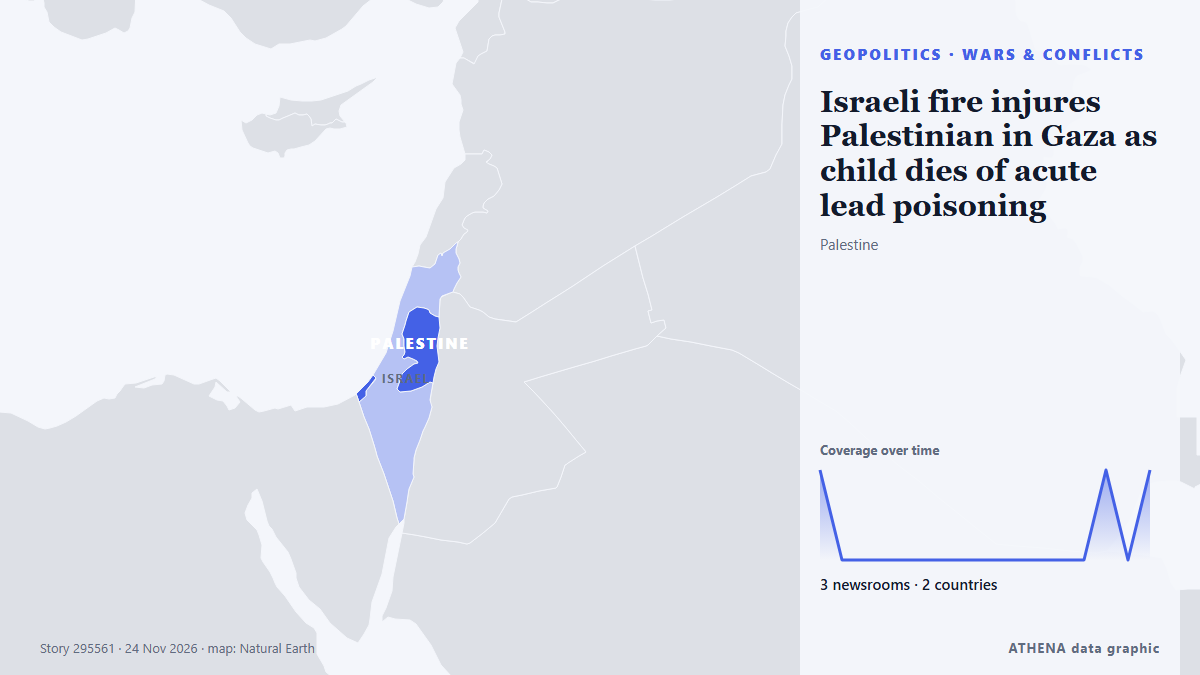 GEOPOLITICS · WARS & CONFLICTS
Israeli fire injures
Palestinian in Gaza as
child dies of acute
lead poisoning
Palestine
PALESTINE
ISRAEL
Coverage over time
3 newsrooms · 2 countries
Story 295561 · 24 Nov 2026 · map: Natural Earth
ATHENA data graphic